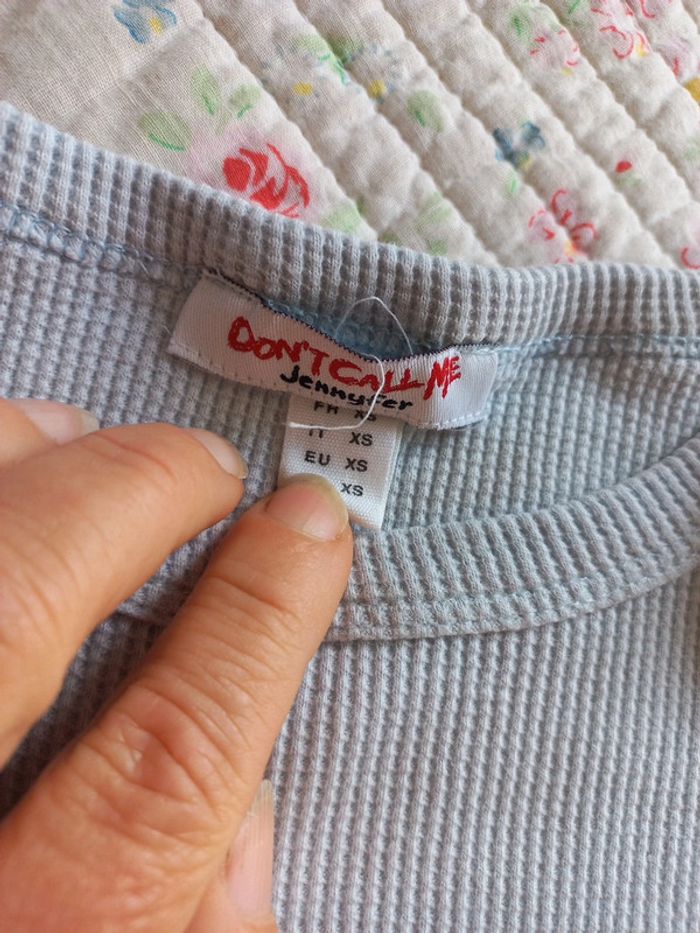 DON'T CALL ME
Jennyfer
FR XS
IT XS
EU XS
XS